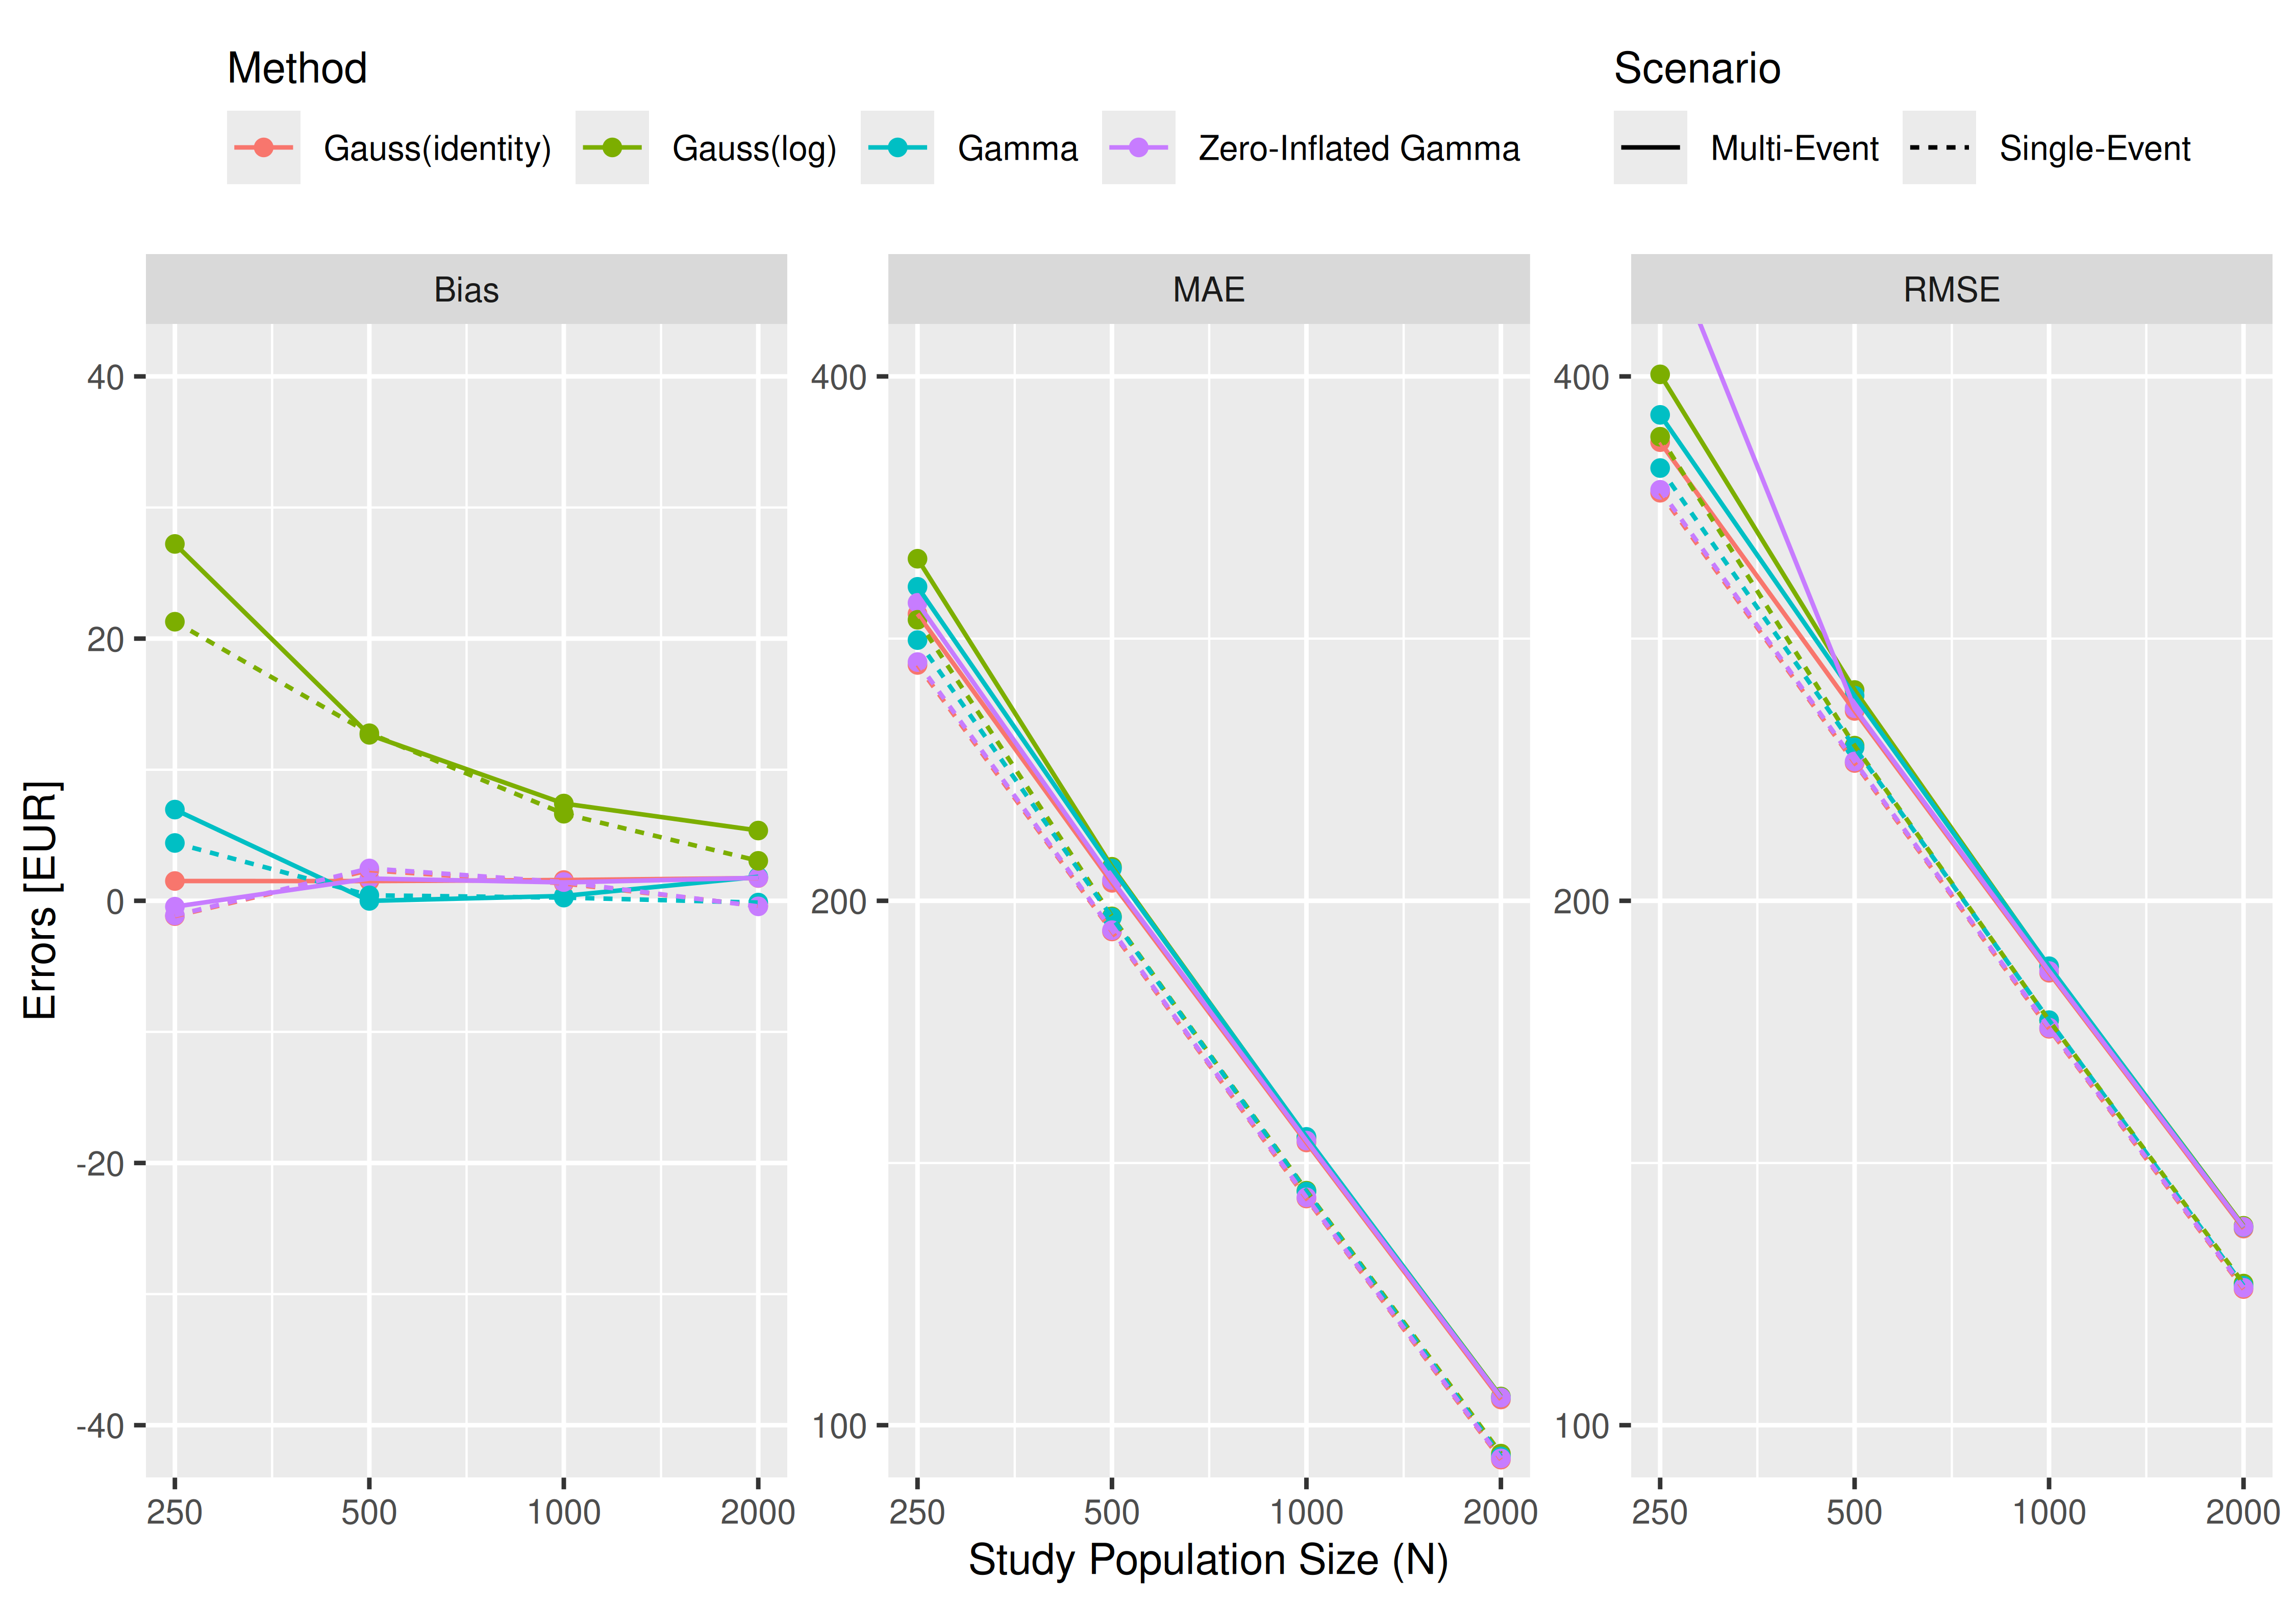 Method
Scenario
Gauss(identity)
Gauss(log)
Gamma
Zero-Inflated Gamma
Multi-Event
Single-Event
Bias
MAE
RMSE
Errors [EUR]
40
20
0
-20
-40
400
200
100
400
200
100
250 500 1000 2000
250 500 1000 2000
250 500 1000 2000
Study Population Size (N)